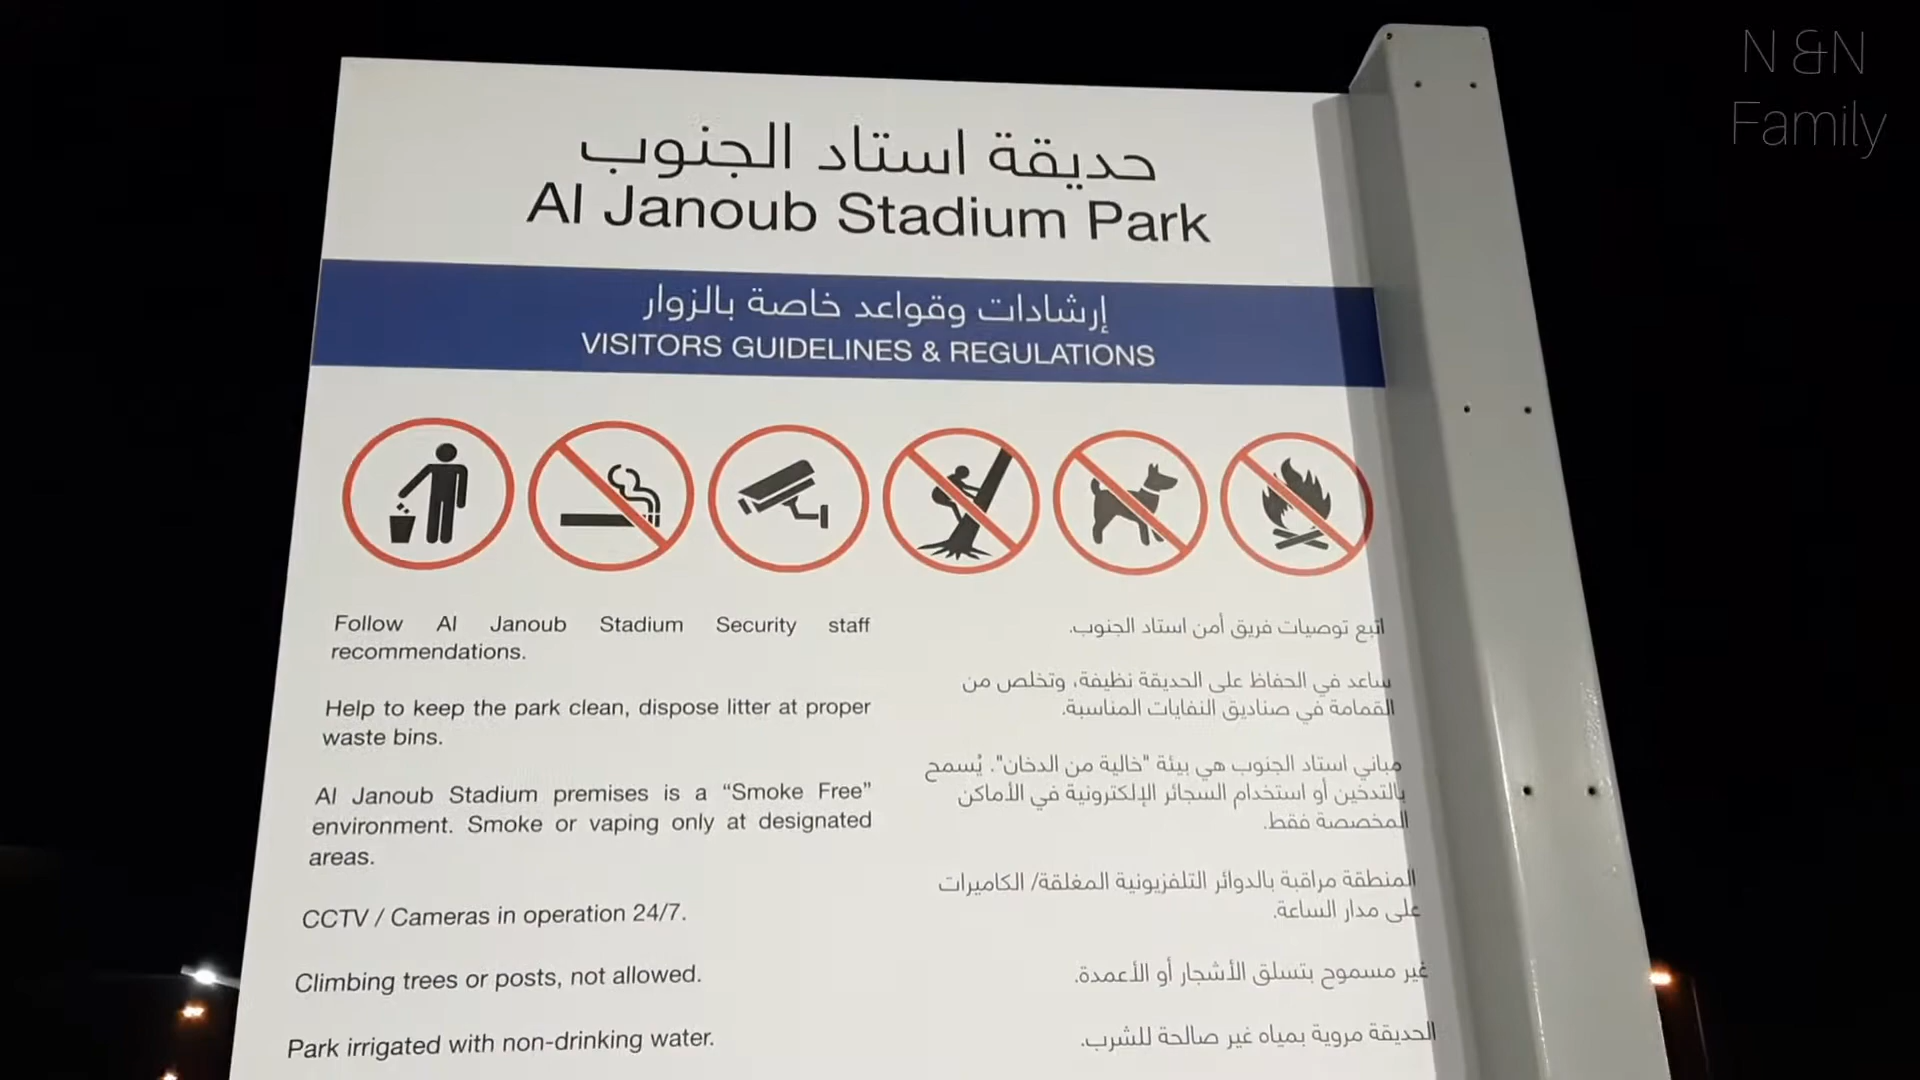 حديقة استاد الجنوب
Al Janoub Stadium Park
إرشادات وقواعد خاصة بالزوار
VISITORS GUIDELINES & REGULATIONS
Follow Al Janoub Stadium Security staff
recommendations.
Help to keep the park clean, dispose litter at proper
waste bins.
Al Janoub Stadium premises is a “Smoke Free”
environment. Smoke or vaping only at designated
areas.
CCTV / Cameras in operation 24/7.
Climbing trees or posts, not allowed.
Park irrigated with non-drinking water.
اتبع توصيات فريق أمن استاد الجنوب.
ساعد في الحفاظ على الحديقة نظيفة، وتخلص من
القمامة في صناديق النفايات المناسبة.
مباني استاد الجنوب هي بيئة "خالية من الدخان". يُسمح
بالتدخين أو استخدام السجائر الإلكترونية في الأماكن
المخصصة فقط.
المنطقة مراقبة بالدوائر التلفزيونية المغلقة/ الكاميرات
على مدار الساعة.
غير مسموح بتسلق الأشجار أو الأعمدة.
الحديقة مروية بمياه غير صالحة للشرب.
N & N
Family